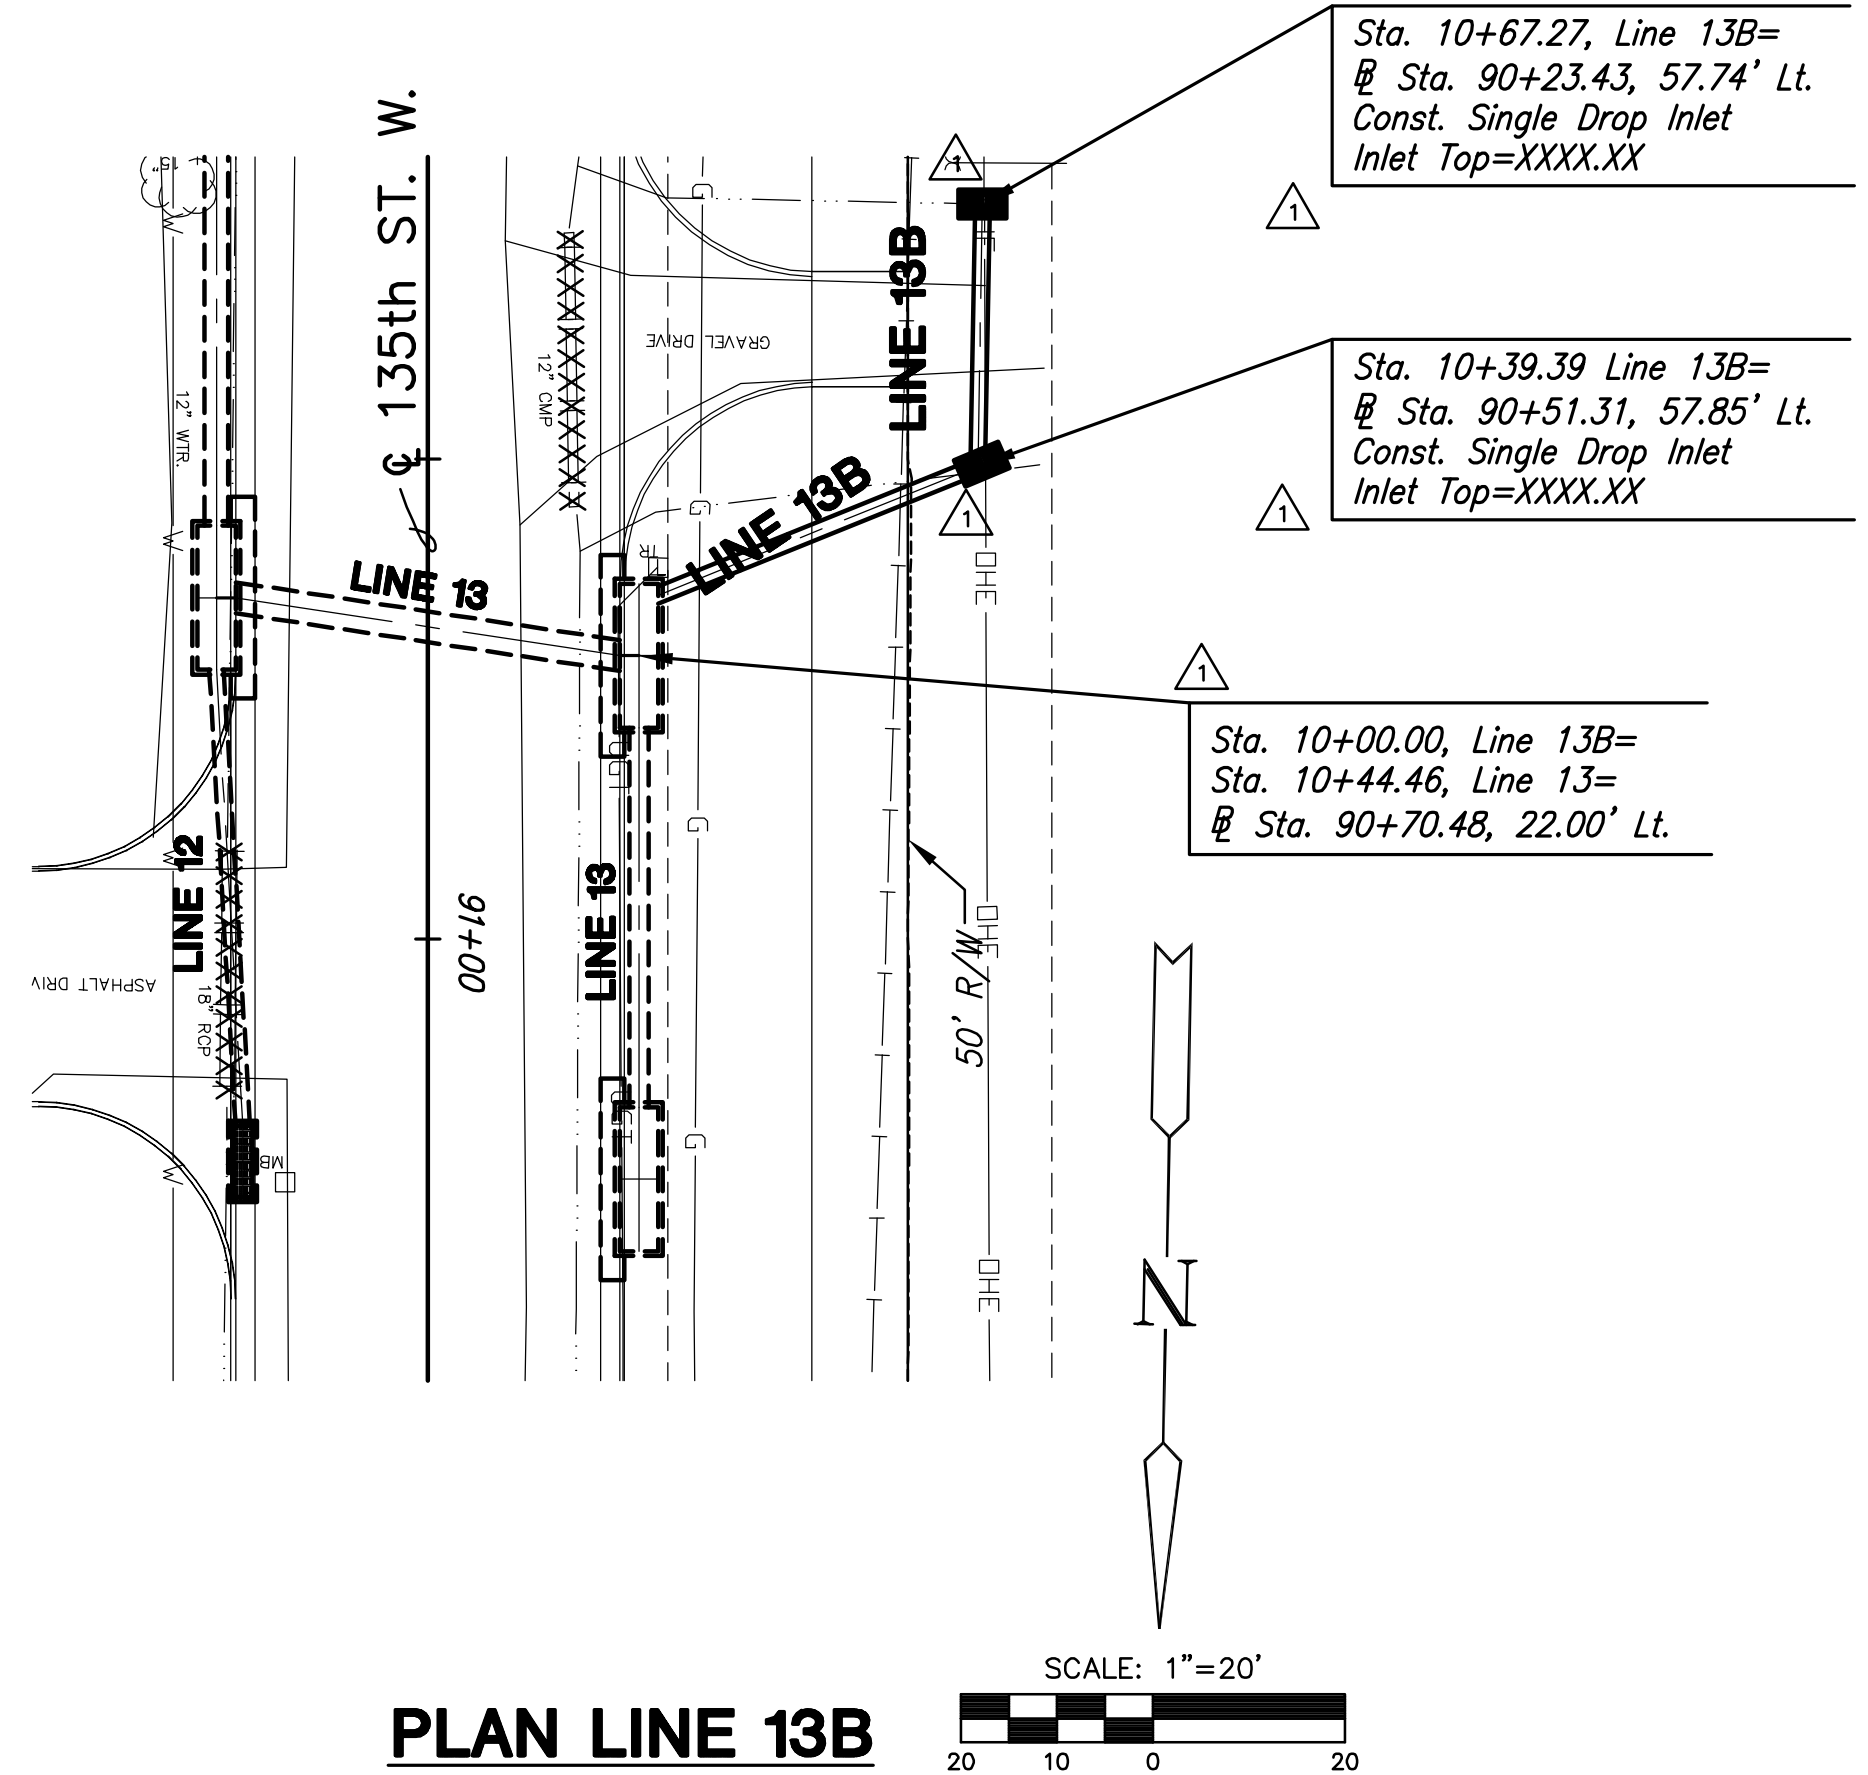 Sta. 10+67.27, Line 13B=
℄ Sta. 90+23.43, 57.74' Lt.
Const. Single Drop Inlet
Inlet Top=XXXX.XX
1
1
Sta. 10+39.39 Line 13B=
℄ Sta. 90+51.31, 57.85' Lt.
Const. Single Drop Inlet
Inlet Top=XXXX.XX
1
1
1
Sta. 10+00.00, Line 13B=
Sta. 10+44.46, Line 13=
℄ Sta. 90+70.48, 22.00' Lt.
℄ 135th ST. W.
15"
W
G
LINE 13B
GRAVEL DRIVE
12" CMP
12" WTR.
LINE 13B
G
W
TR
OHE
LINE 13
G
W
LINE 12
LINE 13
91+00
OHE
50' R/W
ASPHALT DRIV
18" RCP
G
W
MB
OHE
N
SCALE: 1"=20'
20 10 0 20
PLAN LINE 13B